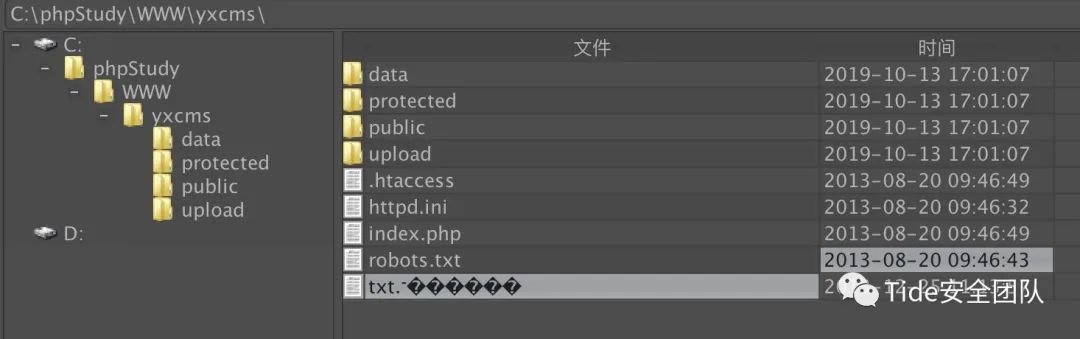 C:\phpStudy\WWW\yxcms\
C:
phpStudy
WWW
yxcms
data
protected
public
upload
D:
文件 时间
data 2019-10-13 17:01:07
protected 2019-10-13 17:01:07
public 2019-10-13 17:01:07
upload 2019-10-13 17:01:07
.htaccess 2013-08-20 09:46:49
httpd.ini 2013-08-20 09:46:32
index.php 2013-08-20 09:46:49
robots.txt 2013-08-20 09:46:43
txt.
Tide安全团队